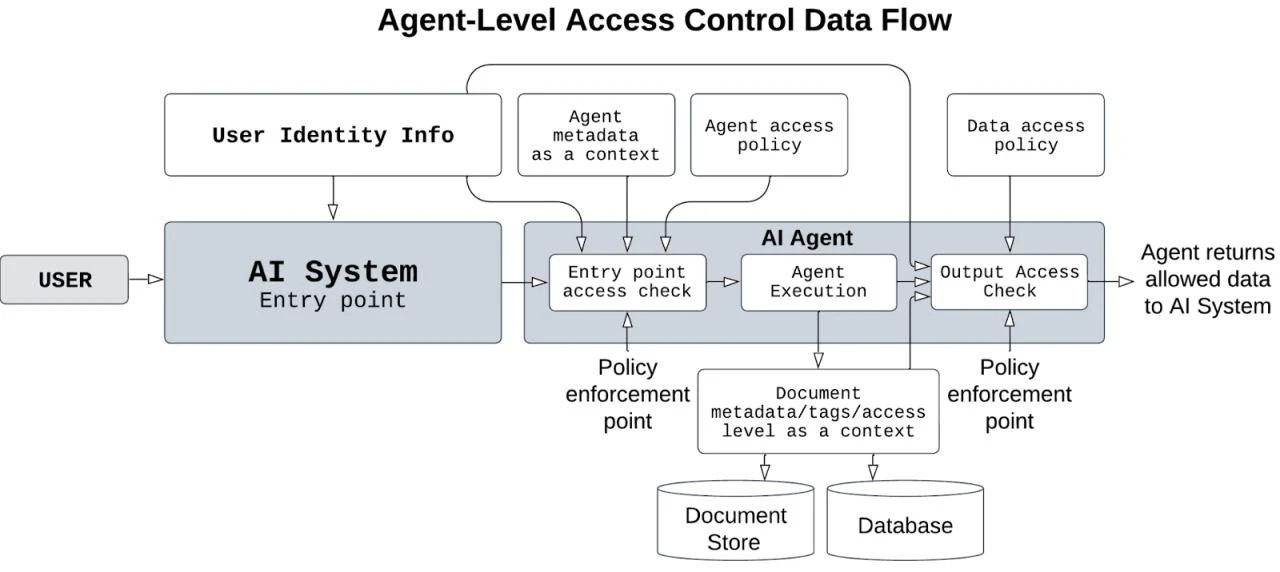 Agent-Level Access Control Data Flow
User Identity Info
Agent
metadata
as a context
Agent access
policy
Data access
policy
USER
AI System
Entry point
AI Agent
Entry point
access check
Agent
Execution
Output Access
Check
Agent returns
allowed data
to AI System
Policy
enforcement
point
Document
metadata/tags/access
level as a context
Policy
enforcement
point
Document
Store
Database